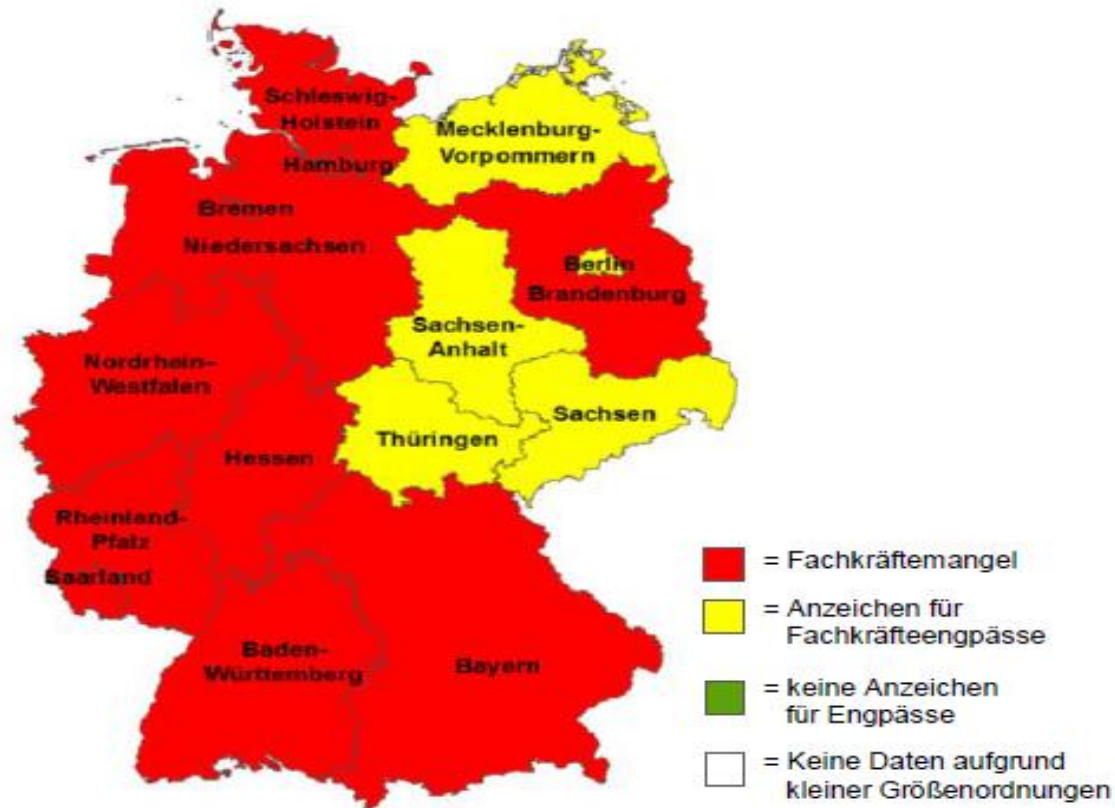 Schleswig-
Holstein
Mecklenburg-
Vorpommern
Hamburg
Bremen
Niedersachsen
Berlin
Brandenburg
Sachsen-
Anhalt
Nordrhein-
Westfalen
Sachsen
Thüringen
Hessen
Rheinland-
Pfalz
Saarland
Baden-
Württemberg
Bayern
= Fachkräftemangel
= Anzeichen für
Fachkräfteengpässe
= keine Anzeichen
für Engpässe
= Keine Daten aufgrund
kleiner Größenordnungen